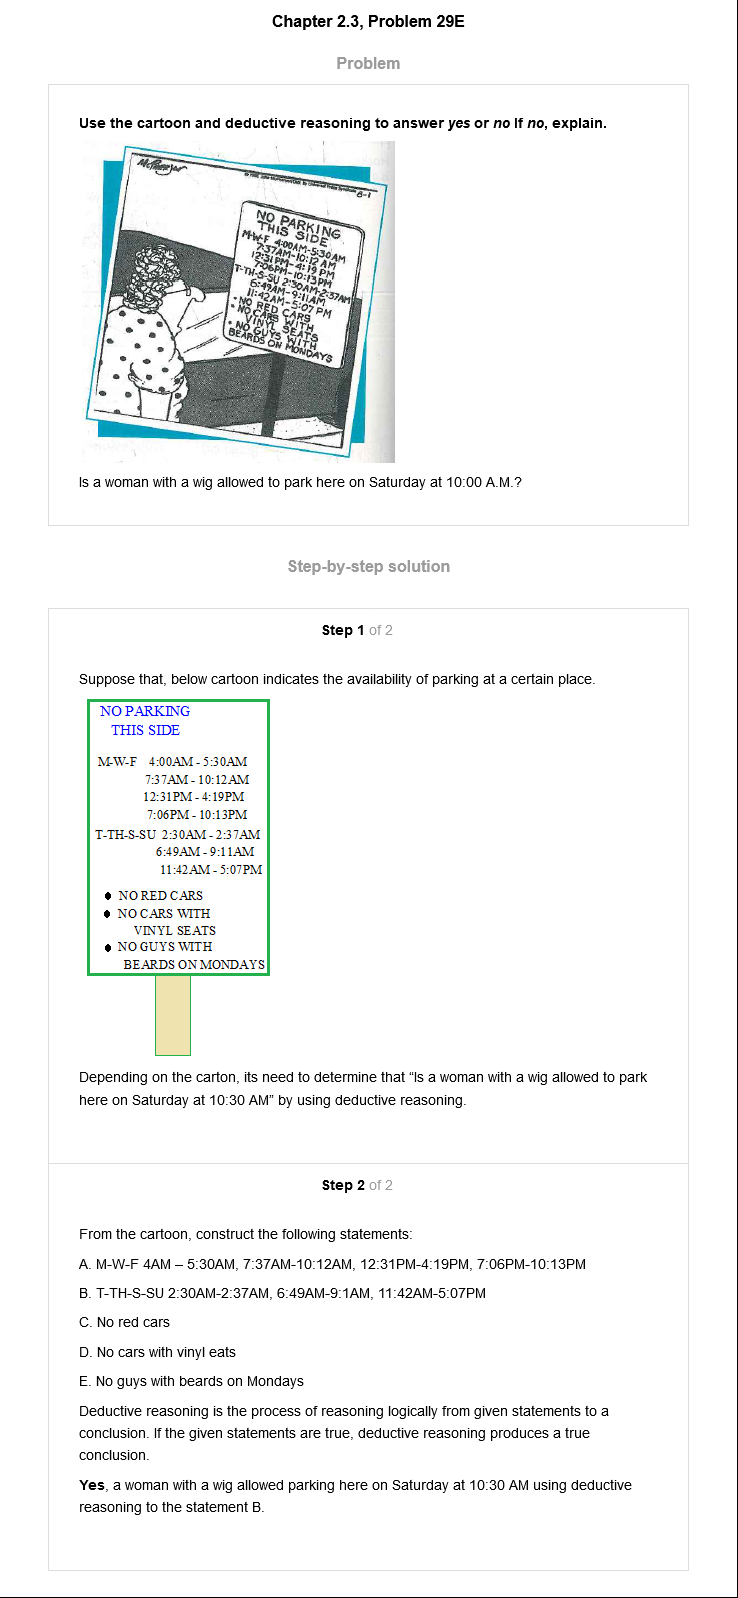 Chapter 2.3, Problem 29E
Problem
Use the cartoon and deductive reasoning to answer yes or no If no, explain.
8-1
NO PARKING
THIS SIDE
M-W-F 4:00AM-5:30AM
7:37AM-10:12AM
12:31PM-4:19PM
7:06PM-10:13PM
T-TH-S-SU 2:30AM-2:37AM
6:49AM-9:11AM
11:42AM-5:07PM
• NO RED CARS
• NO CARS WITH
VINYL SEATS
• NO GUYS WITH
BEARDS ON MONDAYS
Is a woman with a wig allowed to park here on Saturday at 10:00 A.M.?
Step-by-step solution
Step 1 of 2
Suppose that, below cartoon indicates the availability of parking at a certain place.
NO PARKING
THIS SIDE
M-W-F 4:00AM - 5:30AM
7:37AM - 10:12AM
12:31PM - 4:19PM
7:06PM - 10:13PM
T-TH-S-SU 2:30AM - 2:37AM
6:49AM - 9:11AM
11:42AM - 5:07PM
● NO RED CARS
● NO CARS WITH
VINYL SEATS
● NO GUYS WITH
BEARDS ON MONDAYS
Depending on the carton, its need to determine that “Is a woman with a wig allowed to park
here on Saturday at 10:30 AM” by using deductive reasoning.
Step 2 of 2
From the cartoon, construct the following statements:
A. M-W-F 4AM – 5:30AM, 7:37AM-10:12AM, 12:31PM-4:19PM, 7:06PM-10:13PM
B. T-TH-S-SU 2:30AM-2:37AM, 6:49AM-9:1AM, 11:42AM-5:07PM
C. No red cars
D. No cars with vinyl eats
E. No guys with beards on Mondays
Deductive reasoning is the process of reasoning logically from given statements to a
conclusion. If the given statements are true, deductive reasoning produces a true
conclusion.
Yes, a woman with a wig allowed parking here on Saturday at 10:30 AM using deductive
reasoning to the statement B.